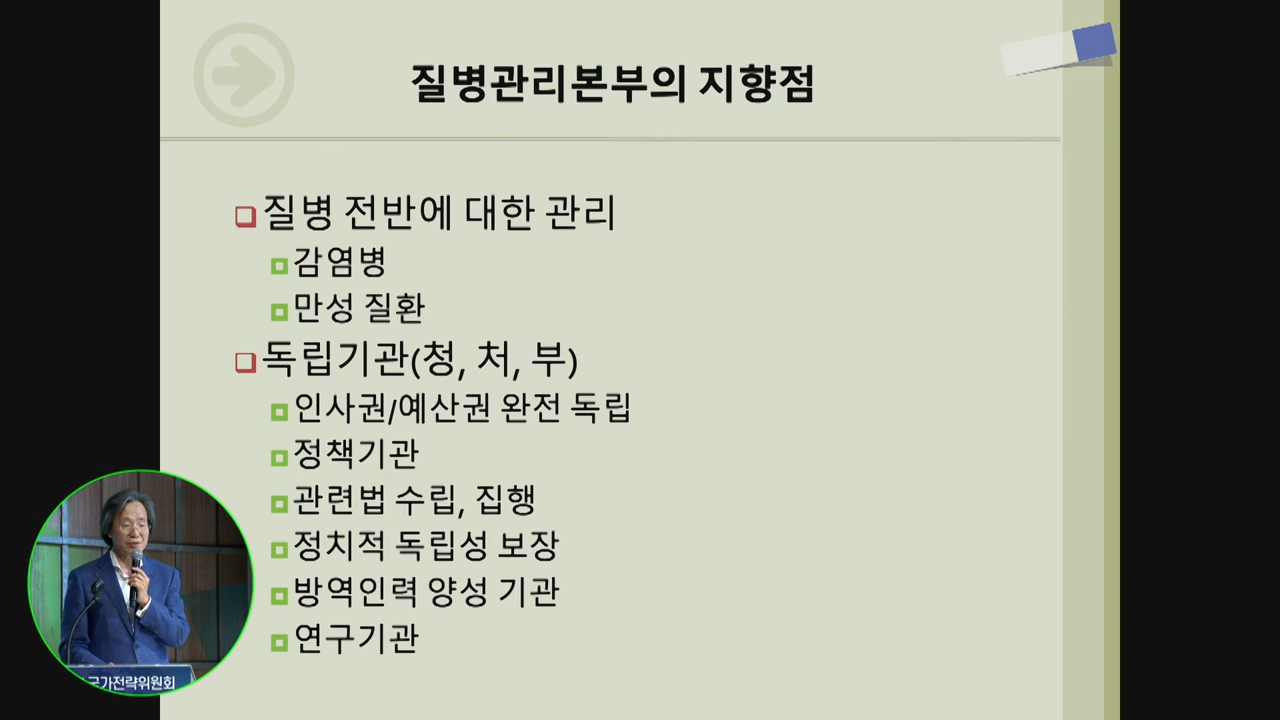 질병관리본부의 지향점
질병 전반에 대한 관리
감염병
만성 질환
독립기관(청, 처, 부)
인사권/예산권 완전 독립
정책기관
관련법 수립, 집행
정치적 독립성 보장
방역인력 양성 기관
연구기관
국가전략위원회